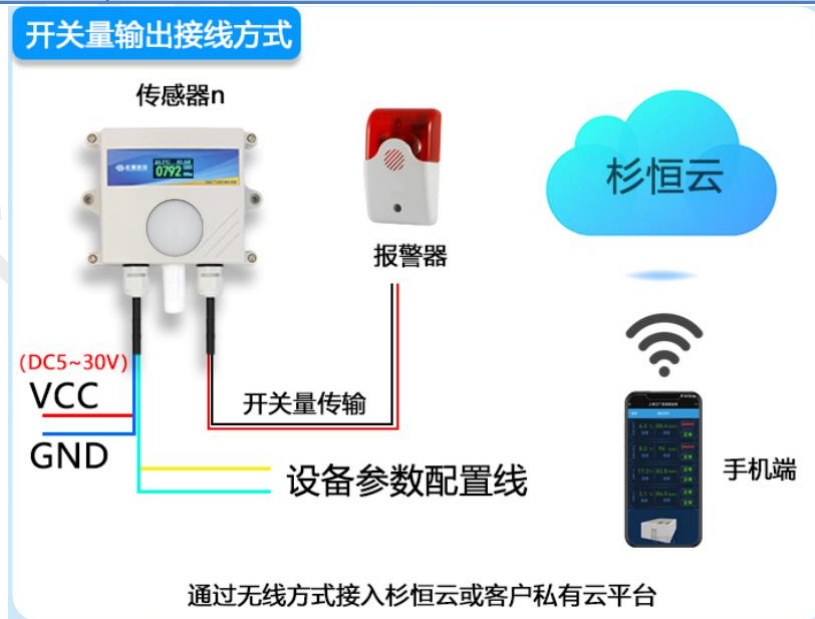 开关量输出接线方式
传感器n
0792
杉恒云
报警器
(DC5~30V)
VCC
开关量传输
GND
设备参数配置线
手机端
通过无线方式接入杉恒云或客户私有云平台